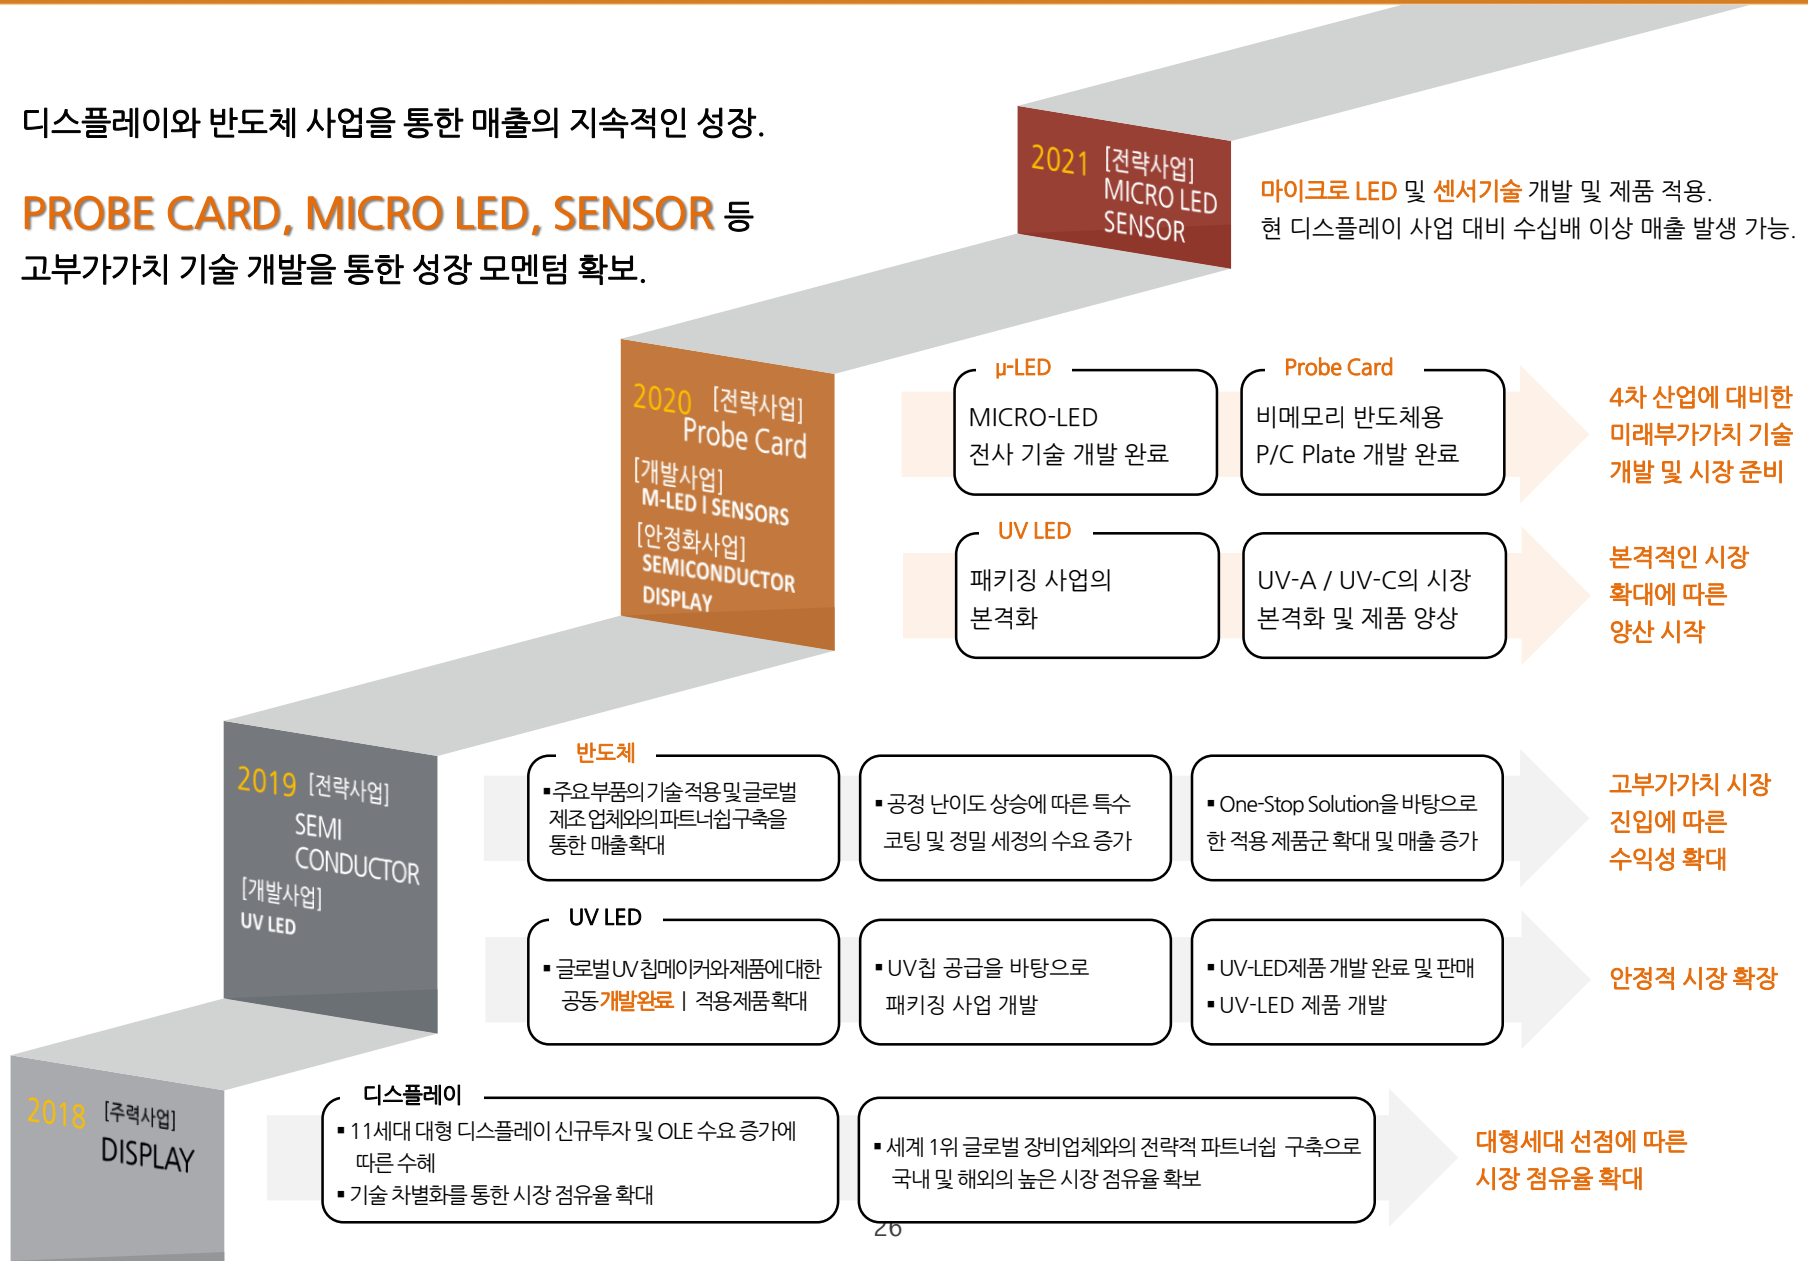 디스플레이와 반도체 사업을 통한 매출의 지속적인 성장.
PROBE CARD, MICRO LED, SENSOR 등
고부가가치 기술 개발을 통한 성장 모멘텀 확보.
2021 [전략사업]
MICRO LED
SENSOR
마이크로 LED 및 센서기술 개발 및 제품 적용.
현 디스플레이 사업 대비 수십배 이상 매출 발생 가능.
2020 [전략사업]
Probe Card
[개발사업]
M-LED l SENSORS
[안정화사업]
SEMICONDUCTOR
DISPLAY
μ-LED
MICRO-LED
전사 기술 개발 완료
Probe Card
비메모리 반도체용
P/C Plate 개발 완료
4차 산업에 대비한
미래부가가치 기술
개발 및 시장 준비
UV LED
패키징 사업의
본격화
UV-A / UV-C의 시장
본격화 및 제품 양상
본격적인 시장
확대에 따른
양산 시작
2019 [전략사업]
SEMI
CONDUCTOR
[개발사업]
UV LED
반도체
▪주요 부품의 기술 적용 및 글로벌
제조 업체와의 파트너쉽 구축을
통한 매출 확대
▪공정 난이도 상승에 따른 특수
코팅 및 정밀 세정의 수요 증가
▪One-Stop Solution을 바탕으로
한 적용 제품군 확대 및 매출 증가
고부가가치 시장
진입에 따른
수익성 확대
UV LED
▪글로벌 UV 칩메이커와 제품에 대한
공동 개발완료 | 적용 제품 확대
▪UV칩 공급을 바탕으로
패키징 사업 개발
▪UV-LED제품 개발 완료 및 판매
▪UV-LED 제품 개발
안정적 시장 확장
2018 [주력사업]
DISPLAY
디스플레이
▪11세대 대형 디스플레이 신규투자 및 OLE 수요 증가에
따른 수혜
▪기술 차별화를 통한 시장 점유율 확대
▪세계 1위 글로벌 장비업체와의 전략적 파트너쉽 구축으로
국내 및 해외의 높은 시장 점유율 확보
대형세대 선점에 따른
시장 점유율 확대
26